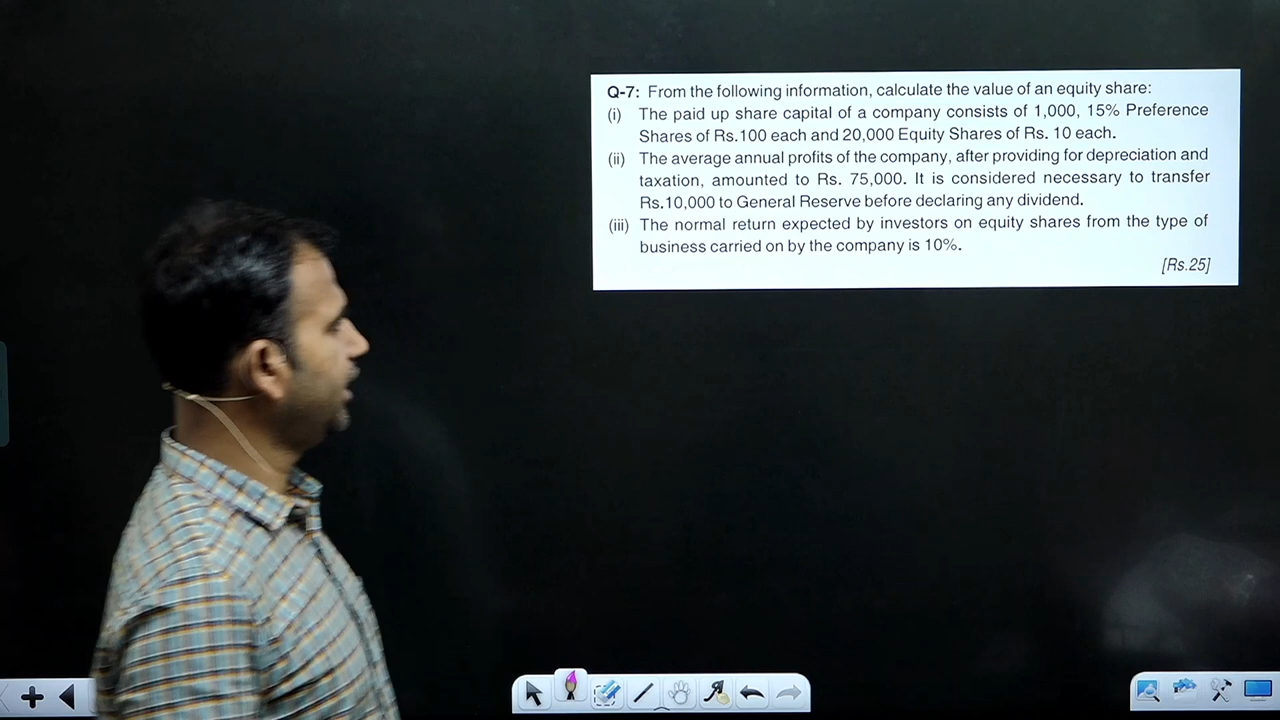 Q-7: From the following information, calculate the value of an equity share:
(i) The paid up share capital of a company consists of 1,000, 15% Preference
Shares of Rs.100 each and 20,000 Equity Shares of Rs. 10 each.
(ii) The average annual profits of the company, after providing for depreciation and
taxation, amounted to Rs. 75,000. It is considered necessary to transfer
Rs.10,000 to General Reserve before declaring any dividend.
(iii) The normal return expected by investors on equity shares from the type of
business carried on by the company is 10%.
[Rs.25]